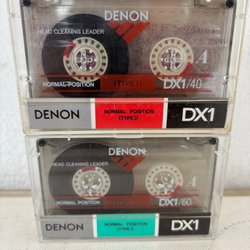 DENON
HEAD CLEANING LEADER
A
NORMAL POSITION
(TYPE I)
DX1/40
DENON
NORMAL POSITION
(TYPE I)
DX1
DENON
HEAD CLEANING LEADER
A
NORMAL POSITION
DX1/60
DENON
NORMAL POSITION
(TYPE I)
DX1